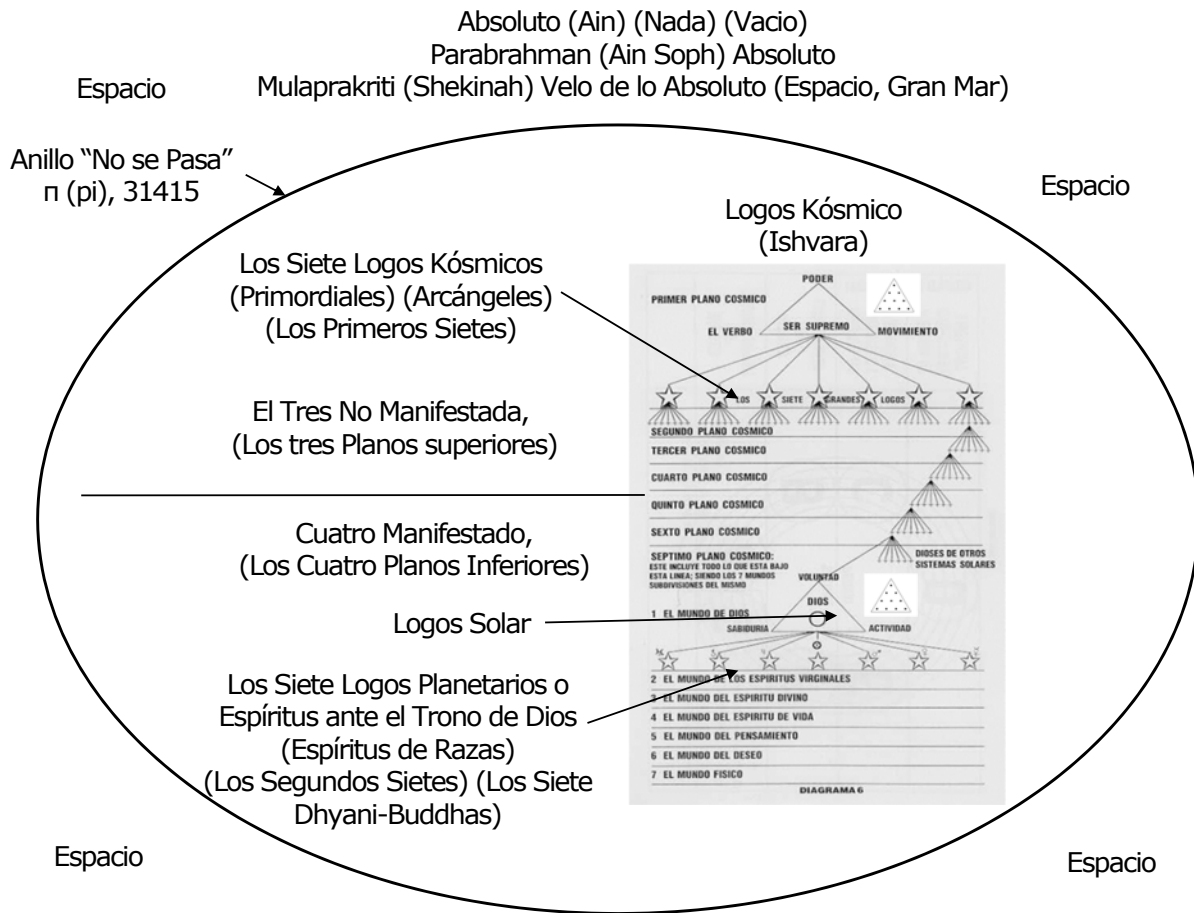 Absoluto (Ain) (Nada) (Vacio)
Parabrahman (Ain Soph) Absoluto
Mulaprakriti (Shekinah) Velo de lo Absoluto (Espacio, Gran Mar)
Espacio
Anillo “No se Pasa”
п (pi), 31415
Espacio
Logos Kósmico
(Ishvara)
Los Siete Logos Kósmicos
(Primordiales) (Arcángeles)
(Los Primeros Sietes)
El Tres No Manifestada,
(Los tres Planos superiores)
Cuatro Manifestado,
(Los Cuatro Planos Inferiores)
Logos Solar
Los Siete Logos Planetarios o
Espíritus ante el Trono de Dios
(Espíritus de Razas)
(Los Segundos Sietes) (Los Siete
Dhyani-Buddhas)
PODER
PRIMER PLANO COSMICO
EL VERBO SER SUPREMO MOVIMIENTO
LOS SIETE GRANDES LOGOS
SEGUNDO PLANO COSMICO
TERCER PLANO COSMICO
CUARTO PLANO COSMICO
QUINTO PLANO COSMICO
SEXTO PLANO COSMICO
SEPTIMO PLANO COSMICO:
ESTE INCLUYE TODO LO QUE ESTA BAJO
ESTA LINEA; SIENDO LOS 7 MUNDOS
SUBDIVISIONES DEL MISMO
DIOSES DE OTROS
SISTEMAS SOLARES
VOLUNTAD
DIOS
1 EL MUNDO DE DIOS
SABIDURIA ACTIVIDAD
2 EL MUNDO DE LOS ESPIRITUS VIRGINALES
3 EL MUNDO DEL ESPIRITU DIVINO
4 EL MUNDO DEL ESPIRITU DE VIDA
5 EL MUNDO DEL PENSAMIENTO
6 EL MUNDO DEL DESEO
7 EL MUNDO FISICO
DIAGRAMA 6
Espacio
Espacio